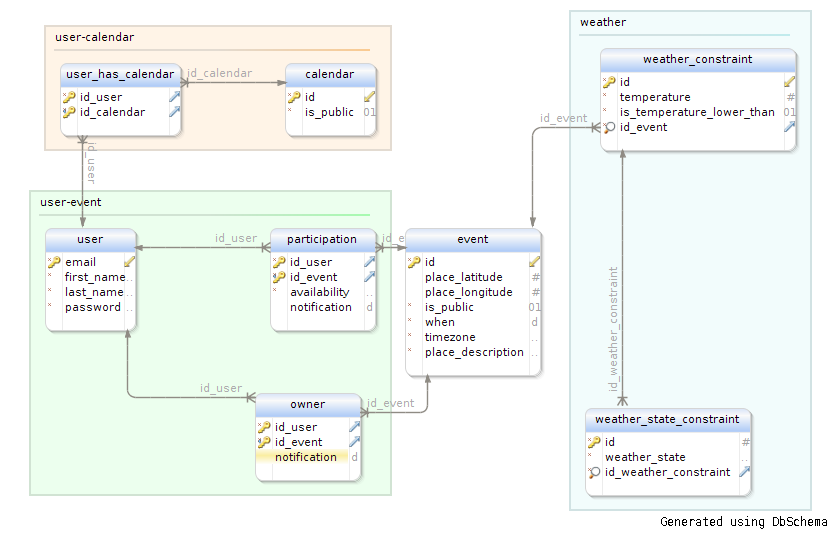 user-calendar
user_has_calendar
id_user
id_calendar
id_calendar
calendar
id
is_public 01
id_user
user-event
user
email
first_name
last_name
password
id_user
participation
id_user
id_event
availability
notification d
id_e
event
id
place_latitude #
place_longitude #
is_public 01
when d
timezone
place_description
id_user
owner
id_user
id_event
notification d
id_event
weather
weather_constraint
id
temperature #
is_temperature_lower_than 01
id_event
id_event
id_weather_constraint
weather_state_constraint
id #
weather_state
id_weather_constraint
Generated using DbSchema